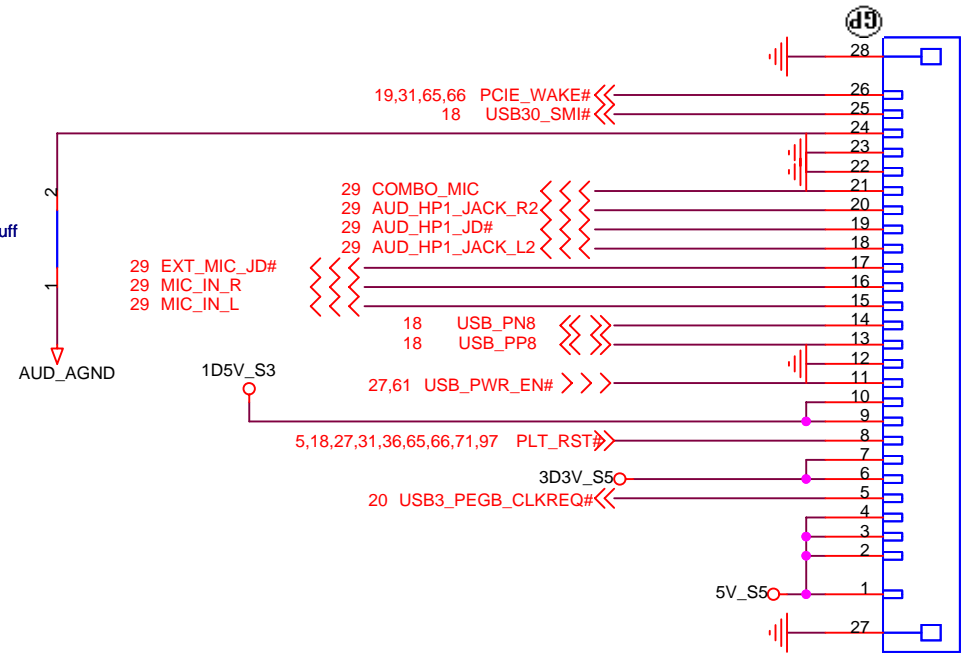 GP
28
19,31,65,66 PCIE_WAKE# 26
18 USB30_SMI# 25
24
23
22
2
29 COMBO_MIC 21
29 AUD_HP1_JACK_R2 20
uff
29 AUD_HP1_JD# 19
29 AUD_HP1_JACK_L2 18
29 EXT_MIC_JD# 17
1
29 MIC_IN_R 16
29 MIC_IN_L 15
18 USB_PN8 14
18 USB_PP8 13
AUD_AGND
1D5V_S3
12
27,61 USB_PWR_EN# 11
10
9
5,18,27,31,36,65,66,71,97 PLT_RST# 8
7
3D3V_S5 6
20 USB3_PEGB_CLKREQ# 5
4
3
2
5V_S5 1
27